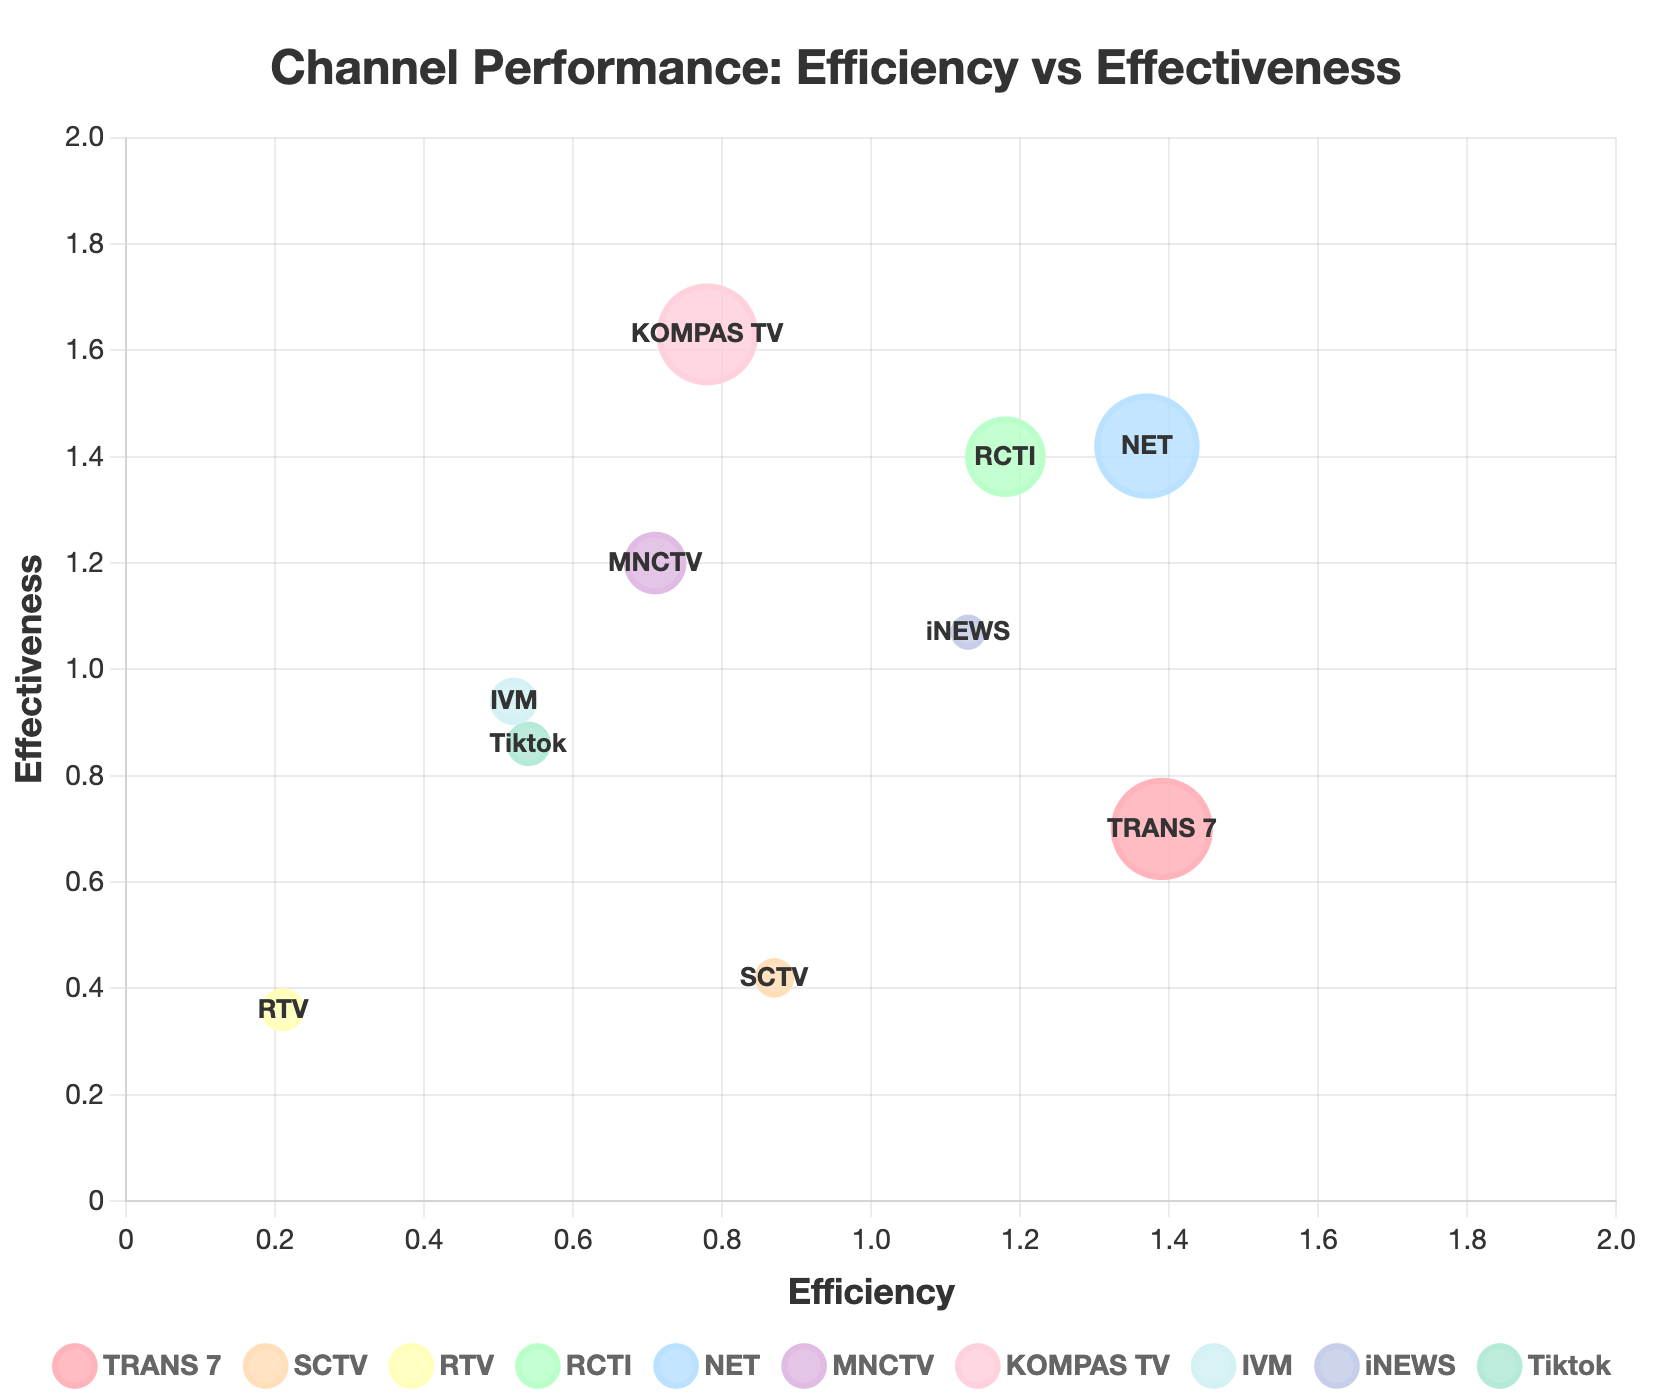 Channel Performance: Efficiency vs Effectiveness
2.0
1.8
1.6
1.4
1.2
1.0
0.8
0.6
0.4
0.2
0
Effectiveness
KOMPAS TV
NET
RCTI
MNCTV
iNEWS
IVM
Tiktok
TRANS 7
SCTV
RTV
0 0.2 0.4 0.6 0.8 1.0 1.2 1.4 1.6 1.8 2.0
Efficiency
TRANS 7 SCTV RTV RCTI NET MNCTV KOMPAS TV IVM iNEWS Tiktok